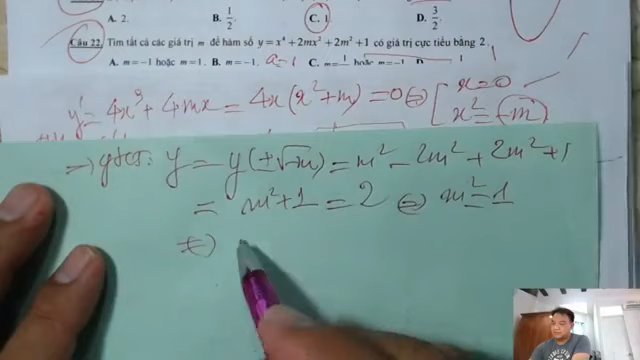 A. 2. B. 1/2. C. 1 D. 3/2.
Câu 22. Tìm tất cả các giá trị m để hàm số y = x⁴ + 2mx² + 2m² + 1 có giá trị cực tiểu bằng 2
A. m = −1 hoặc m = 1. B. m = −1. a = 1 C. m =
y' = 4x³ + 4mx = 4x(x² + m) = 0 ⇔ [ x = 0
x² = −m
y = y(±√−m) = m² − 2m² + 2m² + 1
= m² + 1 = 2 ⇔ m² = 1
⇔